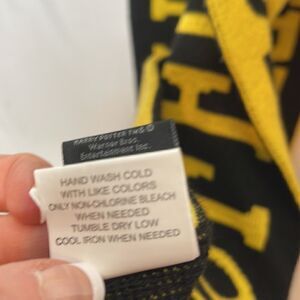 HARRY POTTER TM & ©
Warner Bros.
Entertainment Inc.
HAND WASH COLD
WITH LIKE COLORS
ONLY NON-CHLORINE BLEACH
WHEN NEEDED
TUMBLE DRY LOW
COOL IRON WHEN NEEDED